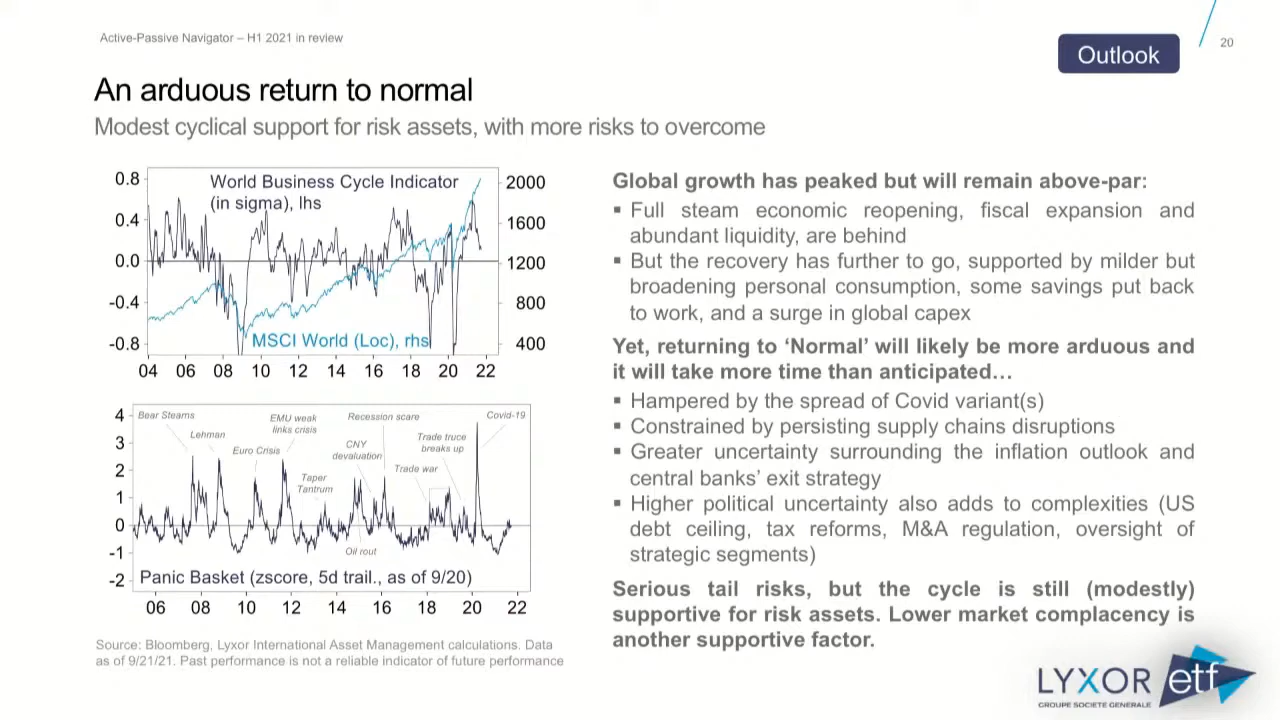 Active-Passive Navigator – H1 2021 in review
20
Outlook
An arduous return to normal
Modest cyclical support for risk assets, with more risks to overcome
World Business Cycle Indicator
(in sigma), lhs
MSCI World (Loc), rhs
0.8
0.4
0.0
-0.4
-0.8
2000
1600
1200
800
400
04 06 08 10 12 14 16 18 20 22
4
3
2
1
0
-1
-2
Bear Stearns
Lehman
Euro Crisis
EMU weak
links crisis
Taper
Tantrum
Recession scare
CNY
devaluation
Oil rout
Trade war
Trade truce
breaks up
Covid-19
Panic Basket (zscore, 5d trail., as of 9/20)
06 08 10 12 14 15 16 18 20 22
Source: Bloomberg, Lyxor International Asset Management calculations. Data
as of 9/21/21. Past performance is not a reliable indicator of future performance
Global growth has peaked but will remain above-par:
▪ Full steam economic reopening, fiscal expansion and
abundant liquidity, are behind
▪ But the recovery has further to go, supported by milder but
broadening personal consumption, some savings put back
to work, and a surge in global capex
Yet, returning to ‘Normal’ will likely be more arduous and
it will take more time than anticipated…
▪ Hampered by the spread of Covid variant(s)
▪ Constrained by persisting supply chains disruptions
▪ Greater uncertainty surrounding the inflation outlook and
central banks’ exit strategy
▪ Higher political uncertainty also adds to complexities (US
debt ceiling, tax reforms, M&A regulation, oversight of
strategic segments)
Serious tail risks, but the cycle is still (modestly)
supportive for risk assets. Lower market complacency is
another supportive factor.
LYXOR etf
GROUPE SOCIETE GENERALE